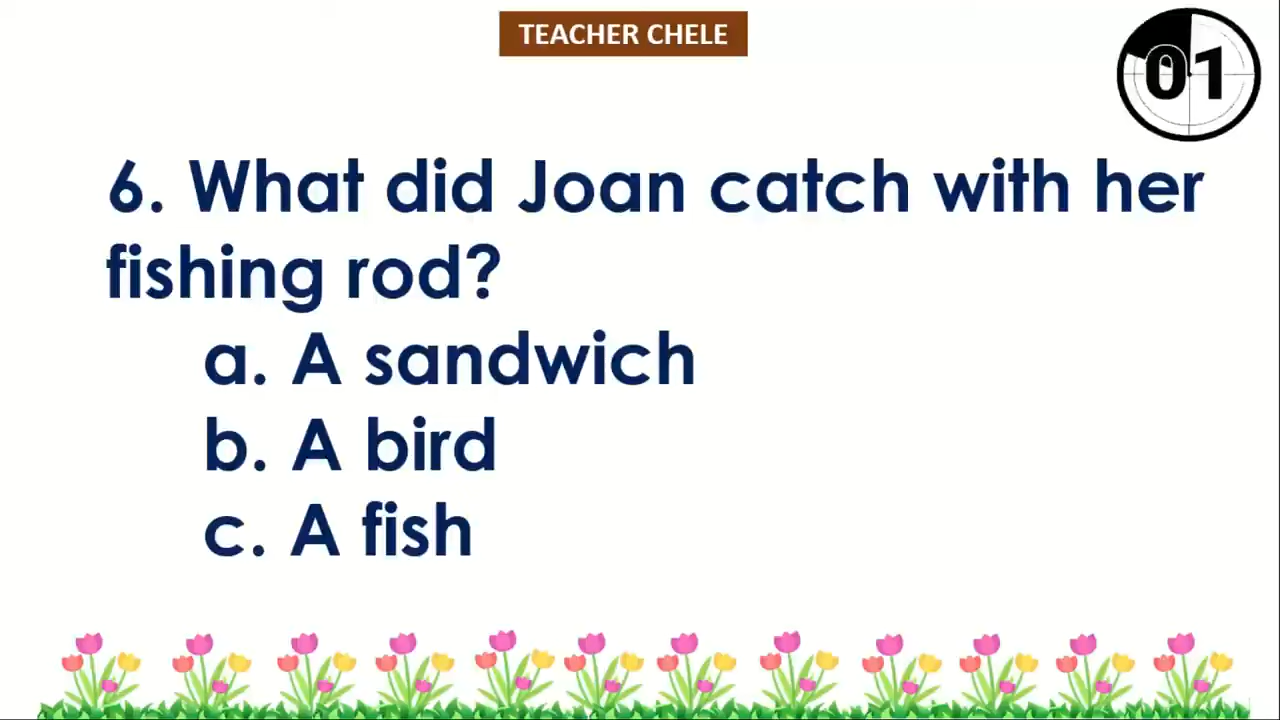 TEACHER CHELE
01
6. What did Joan catch with her
fishing rod?
a. A sandwich
b. A bird
c. A fish